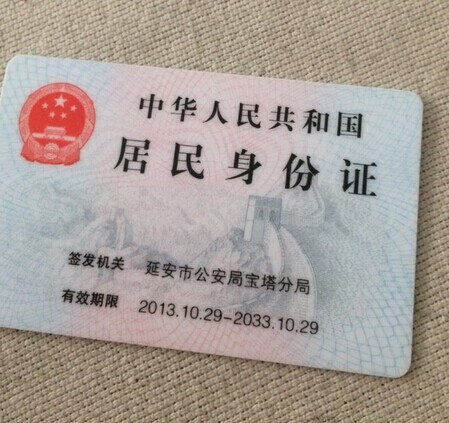 中华人民共和国
居民身份证
签发机关 延安市公安局宝塔分局
有效期限 2013.10.29-2033.10.29